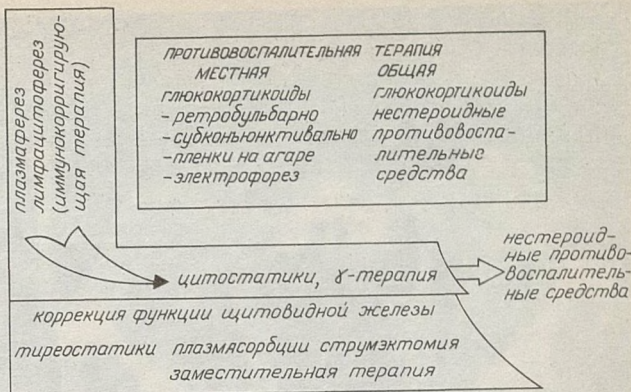 плазмаферез
лимфацитоферез
(иммунокорригирую-
щая терапия)
ПРОТИВОВОСПАЛИТЕЛЬНАЯ ТЕРАПИЯ
МЕСТНАЯ ОБЩАЯ
глюкокортикоиды глюкокортикоиды
-ретробульбарно нестероидные
-субконъюнктивально противовоспа-
-пленки на агаре лительные
-электрофорез средства
цитостатики, γ-терапия
нестероид-
ные противо-
воспалитель-
ные средства
коррекция функции щитовидной железы
тиреостатики плазмасорбции струмэктомия
заместительная терапия